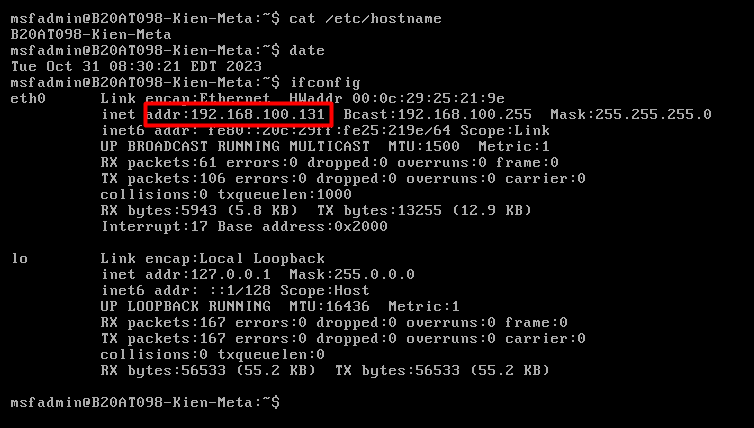 msfadmin@B20AT098-Kien-Meta:~$ cat /etc/hostname
B20AT098-Kien-Meta
msfadmin@B20AT098-Kien-Meta:~$ date
Tue Oct 31 08:30:21 EDT 2023
msfadmin@B20AT098-Kien-Meta:~$ ifconfig
eth0      Link encap:Ethernet  HWaddr 00:0c:29:25:21:9e
          inet addr:192.168.100.131  Bcast:192.168.100.255  Mask:255.255.255.0
          inet6 addr: fe80::20c:29ff:fe25:219e/64 Scope:Link
          UP BROADCAST RUNNING MULTICAST  MTU:1500  Metric:1
          RX packets:61 errors:0 dropped:0 overruns:0 frame:0
          TX packets:106 errors:0 dropped:0 overruns:0 carrier:0
          collisions:0 txqueuelen:1000
          RX bytes:5943 (5.8 KB)  TX bytes:13255 (12.9 KB)
          Interrupt:17 Base address:0x2000
lo        Link encap:Local Loopback
          inet addr:127.0.0.1  Mask:255.0.0.0
          inet6 addr: ::1/128 Scope:Host
          UP LOOPBACK RUNNING  MTU:16436  Metric:1
          RX packets:167 errors:0 dropped:0 overruns:0 frame:0
          TX packets:167 errors:0 dropped:0 overruns:0 carrier:0
          collisions:0 txqueuelen:0
          RX bytes:56533 (55.2 KB)  TX bytes:56533 (55.2 KB)
msfadmin@B20AT098-Kien-Meta:~$